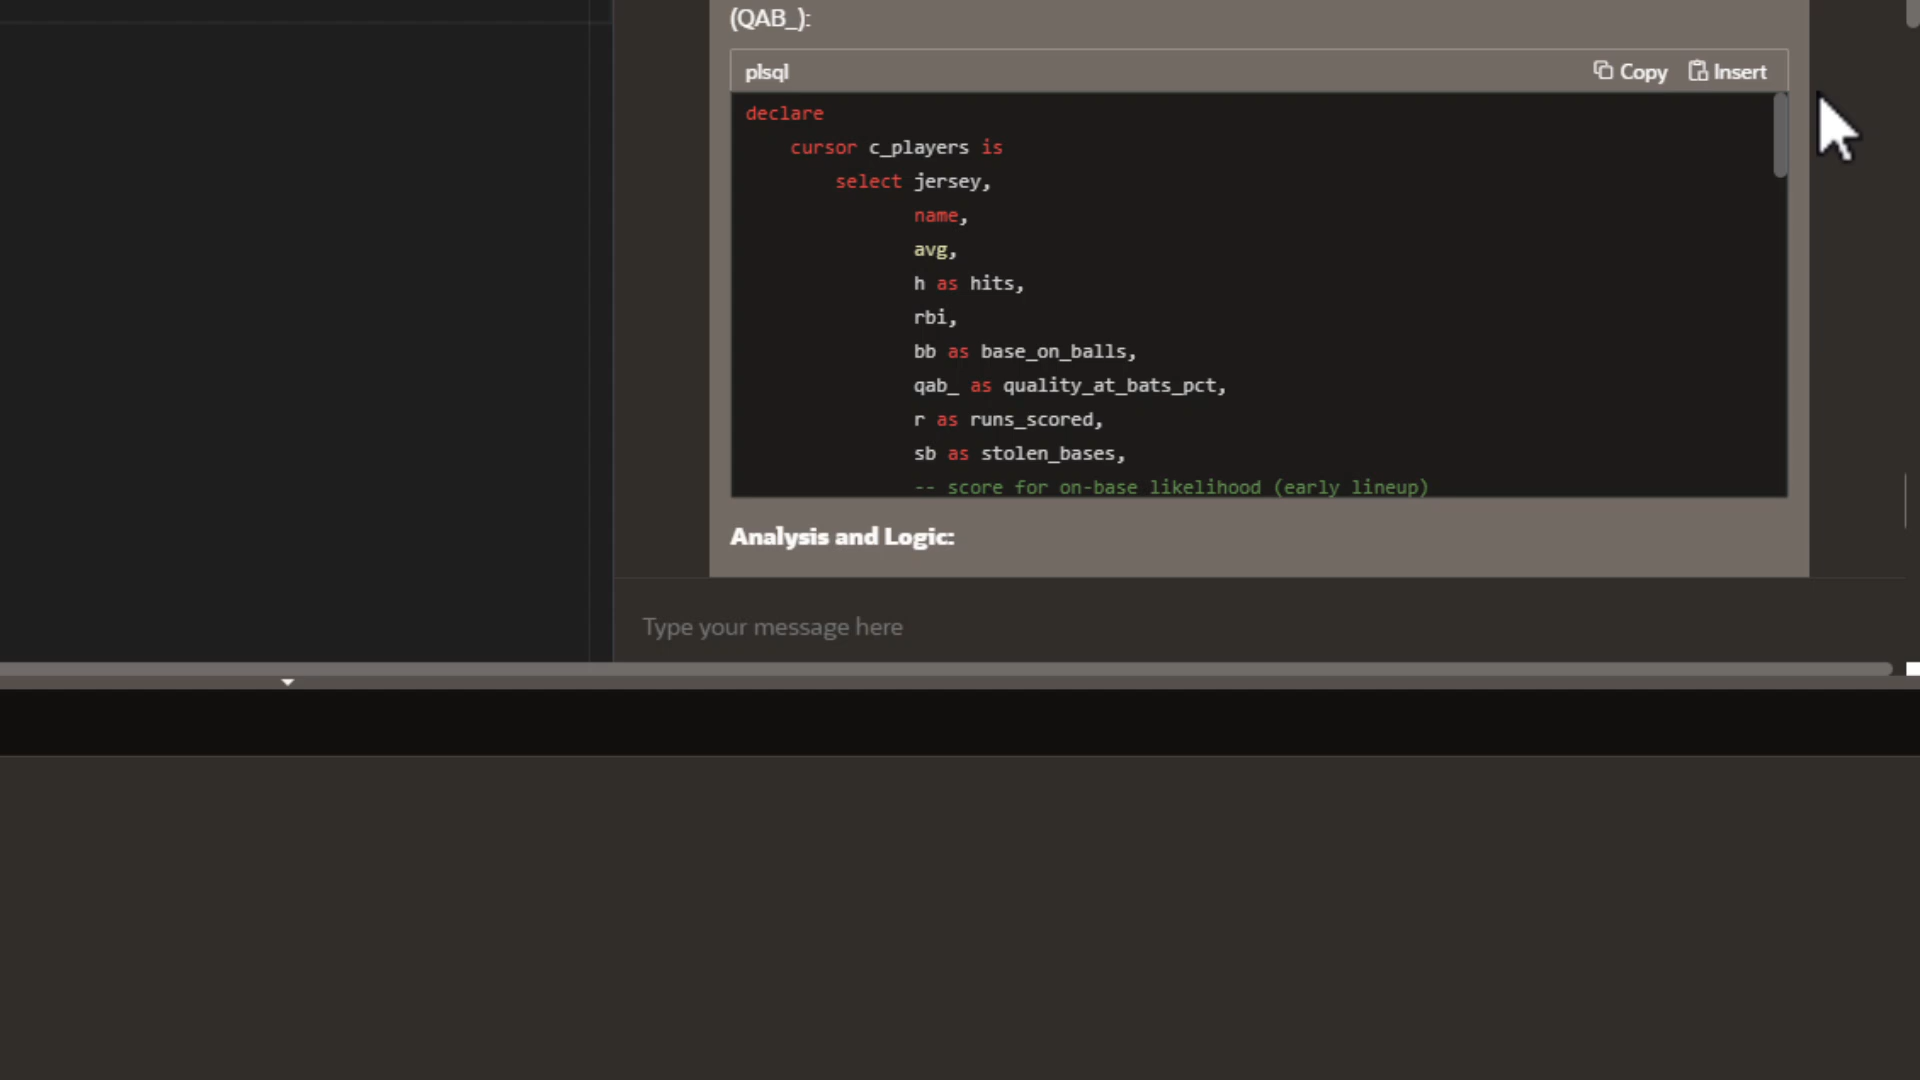 (QAB_):
plsql
Copy
Insert
declare
cursor c_players is
select jersey,
name,
avg,
h as hits,
rbi,
bb as base_on_balls,
qab_ as quality_at_bats_pct,
r as runs_scored,
sb as stolen_bases,
-- score for on-base likelihood (early lineup)
Analysis and Logic:
Type your message here